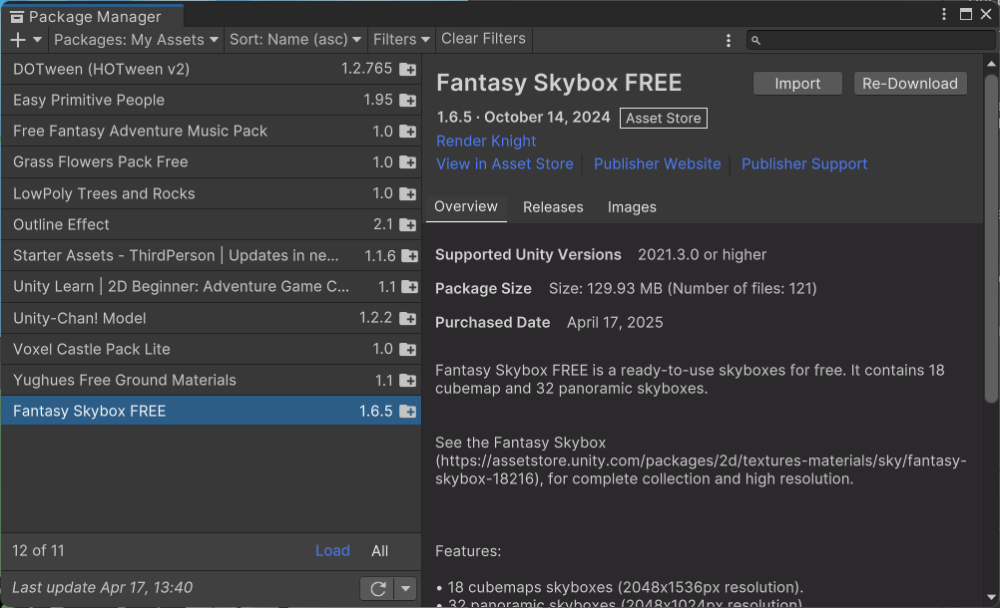 Package Manager
Packages: My Assets Sort: Name (asc) Filters Clear Filters
DOTween (HOTween v2) 1.2.765
Easy Primitive People 1.95
Free Fantasy Adventure Music Pack 1.0
Grass Flowers Pack Free 1.0
LowPoly Trees and Rocks 1.0
Outline Effect 2.1
Starter Assets - ThirdPerson | Updates in ne... 1.1.6
Unity Learn | 2D Beginner: Adventure Game C... 1.1
Unity-Chan! Model 1.2.2
Voxel Castle Pack Lite 1.0
Yughues Free Ground Materials 1.1
Fantasy Skybox FREE 1.6.5
12 of 11 Load All
Last update Apr 17, 13:40
Fantasy Skybox FREE Import Re-Download
1.6.5 · October 14, 2024 Asset Store
Render Knight
View in Asset Store Publisher Website Publisher Support
Overview Releases Images
Supported Unity Versions 2021.3.0 or higher
Package Size Size: 129.93 MB (Number of files: 121)
Purchased Date April 17, 2025
Fantasy Skybox FREE is a ready-to-use skyboxes for free. It contains 18
cubemap and 32 panoramic skyboxes.
See the Fantasy Skybox
(https://assetstore.unity.com/packages/2d/textures-materials/sky/fantasy-
skybox-18216), for complete collection and high resolution.
Features:
• 18 cubemaps skyboxes (2048x1536px resolution).
• 32 panoramic skyboxes (2048x1024px resolution)